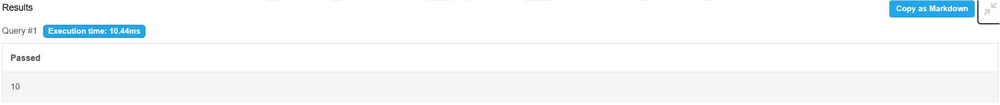 Results
Copy as Markdown
Query #1 Execution time: 10.44ms
Passed
10